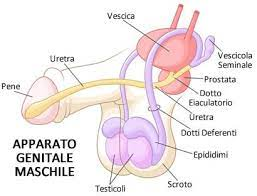 Vescica
Uretra
Vescicola
Seminale
Pene
Prostata
Dotto
Eiaculatorio
Uretra
Dotti Deferenti
APPARATO
GENITALE
MASCHILE
Epididimi
Scroto
Testicoli